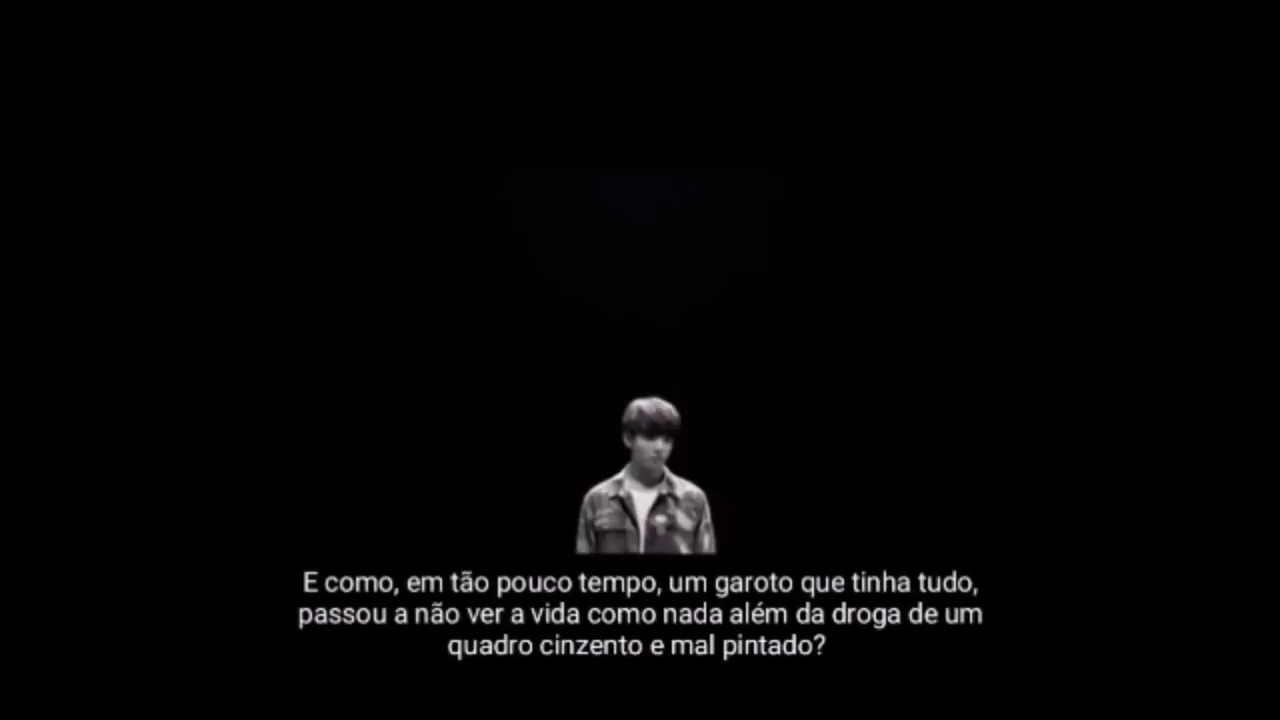 E como, em tão pouco tempo, um garoto que tinha tudo,
passou a não ver a vida como nada além da droga de um
quadro cinzento e mal pintado?